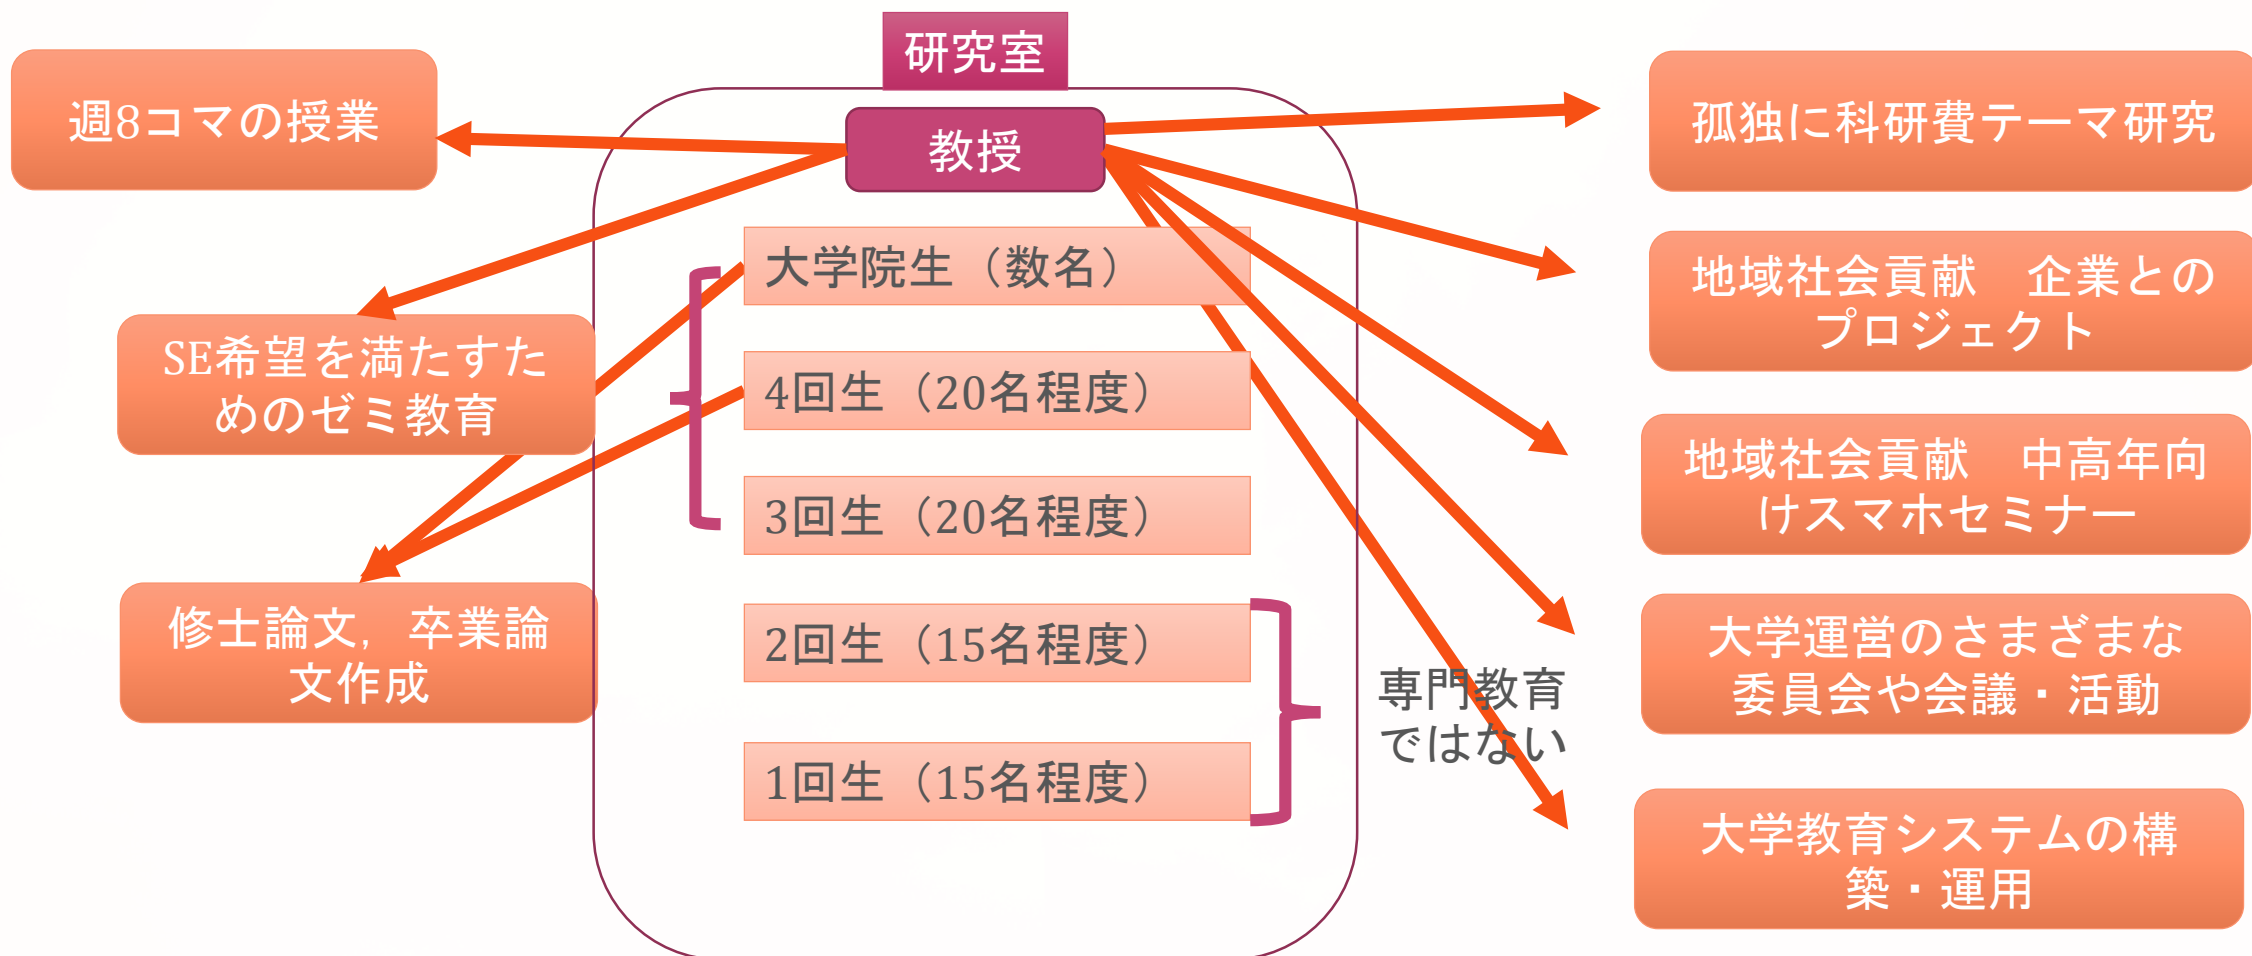 研究室
教授
週8コマの授業
SE希望を満たすた
めのゼミ教育
修士論文，卒業論
文作成
大学院生（数名）
4回生（20名程度）
3回生（20名程度）
2回生（15名程度）
1回生（15名程度）
専門教育
ではない
孤独に科研費テーマ研究
地域社会貢献　企業との
プロジェクト
地域社会貢献　中高年向
けスマホセミナー
大学運営のさまざまな
委員会や会議・活動
大学教育システムの構
築・運用